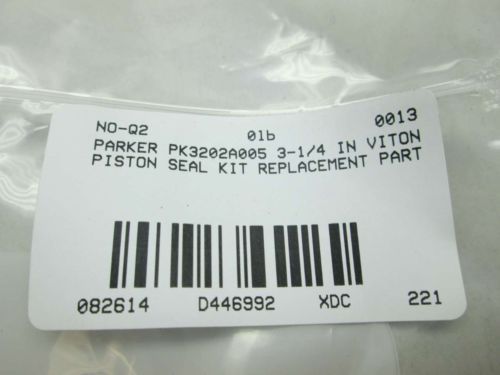 NO-Q2 01b 0013
PARKER PK3202A005 3-1/4 IN VITON
PISTON SEAL KIT REPLACEMENT PART
082614 D446992 XDC 221